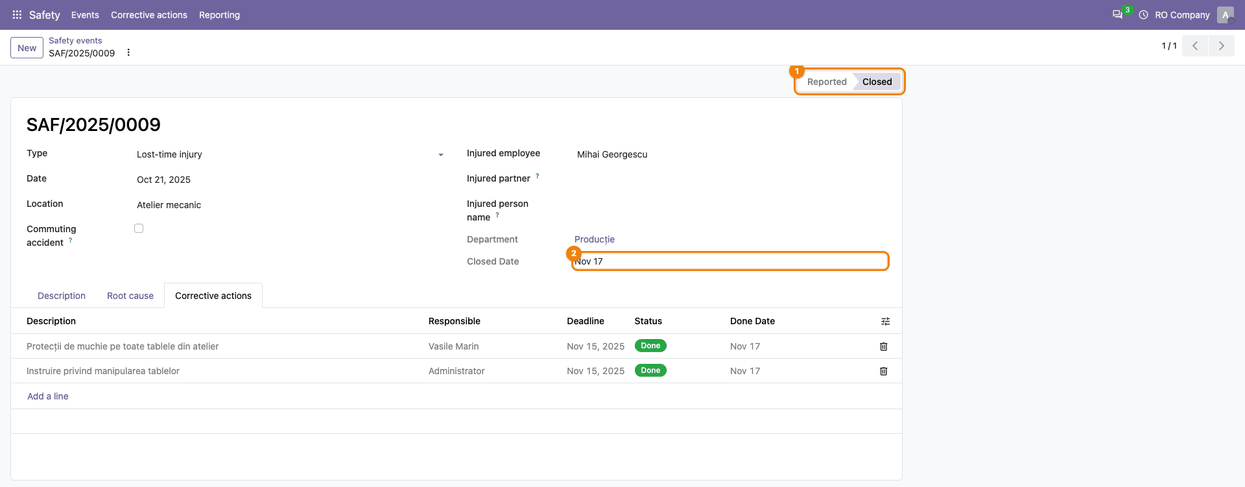 Safety Events Corrective actions Reporting 3 RO Company A
New Safety events
SAF/2025/0009
1 / 1
1
Reported Closed
SAF/2025/0009
Type Lost-time injury
Injured employee Mihai Georgescu
Date Oct 21, 2025
Injured partner ?
Location Atelier mecanic
Injured person name ?
Commuting accident ?
Department Producție
2
Closed Date Nov 17
Description Root cause Corrective actions
Description Responsible Deadline Status Done Date
Protecții de muchie pe toate tablele din atelier Vasile Marin Nov 15, 2025 Done Nov 17
Instruire privind manipularea tablelor Administrator Nov 15, 2025 Done Nov 17
Add a line